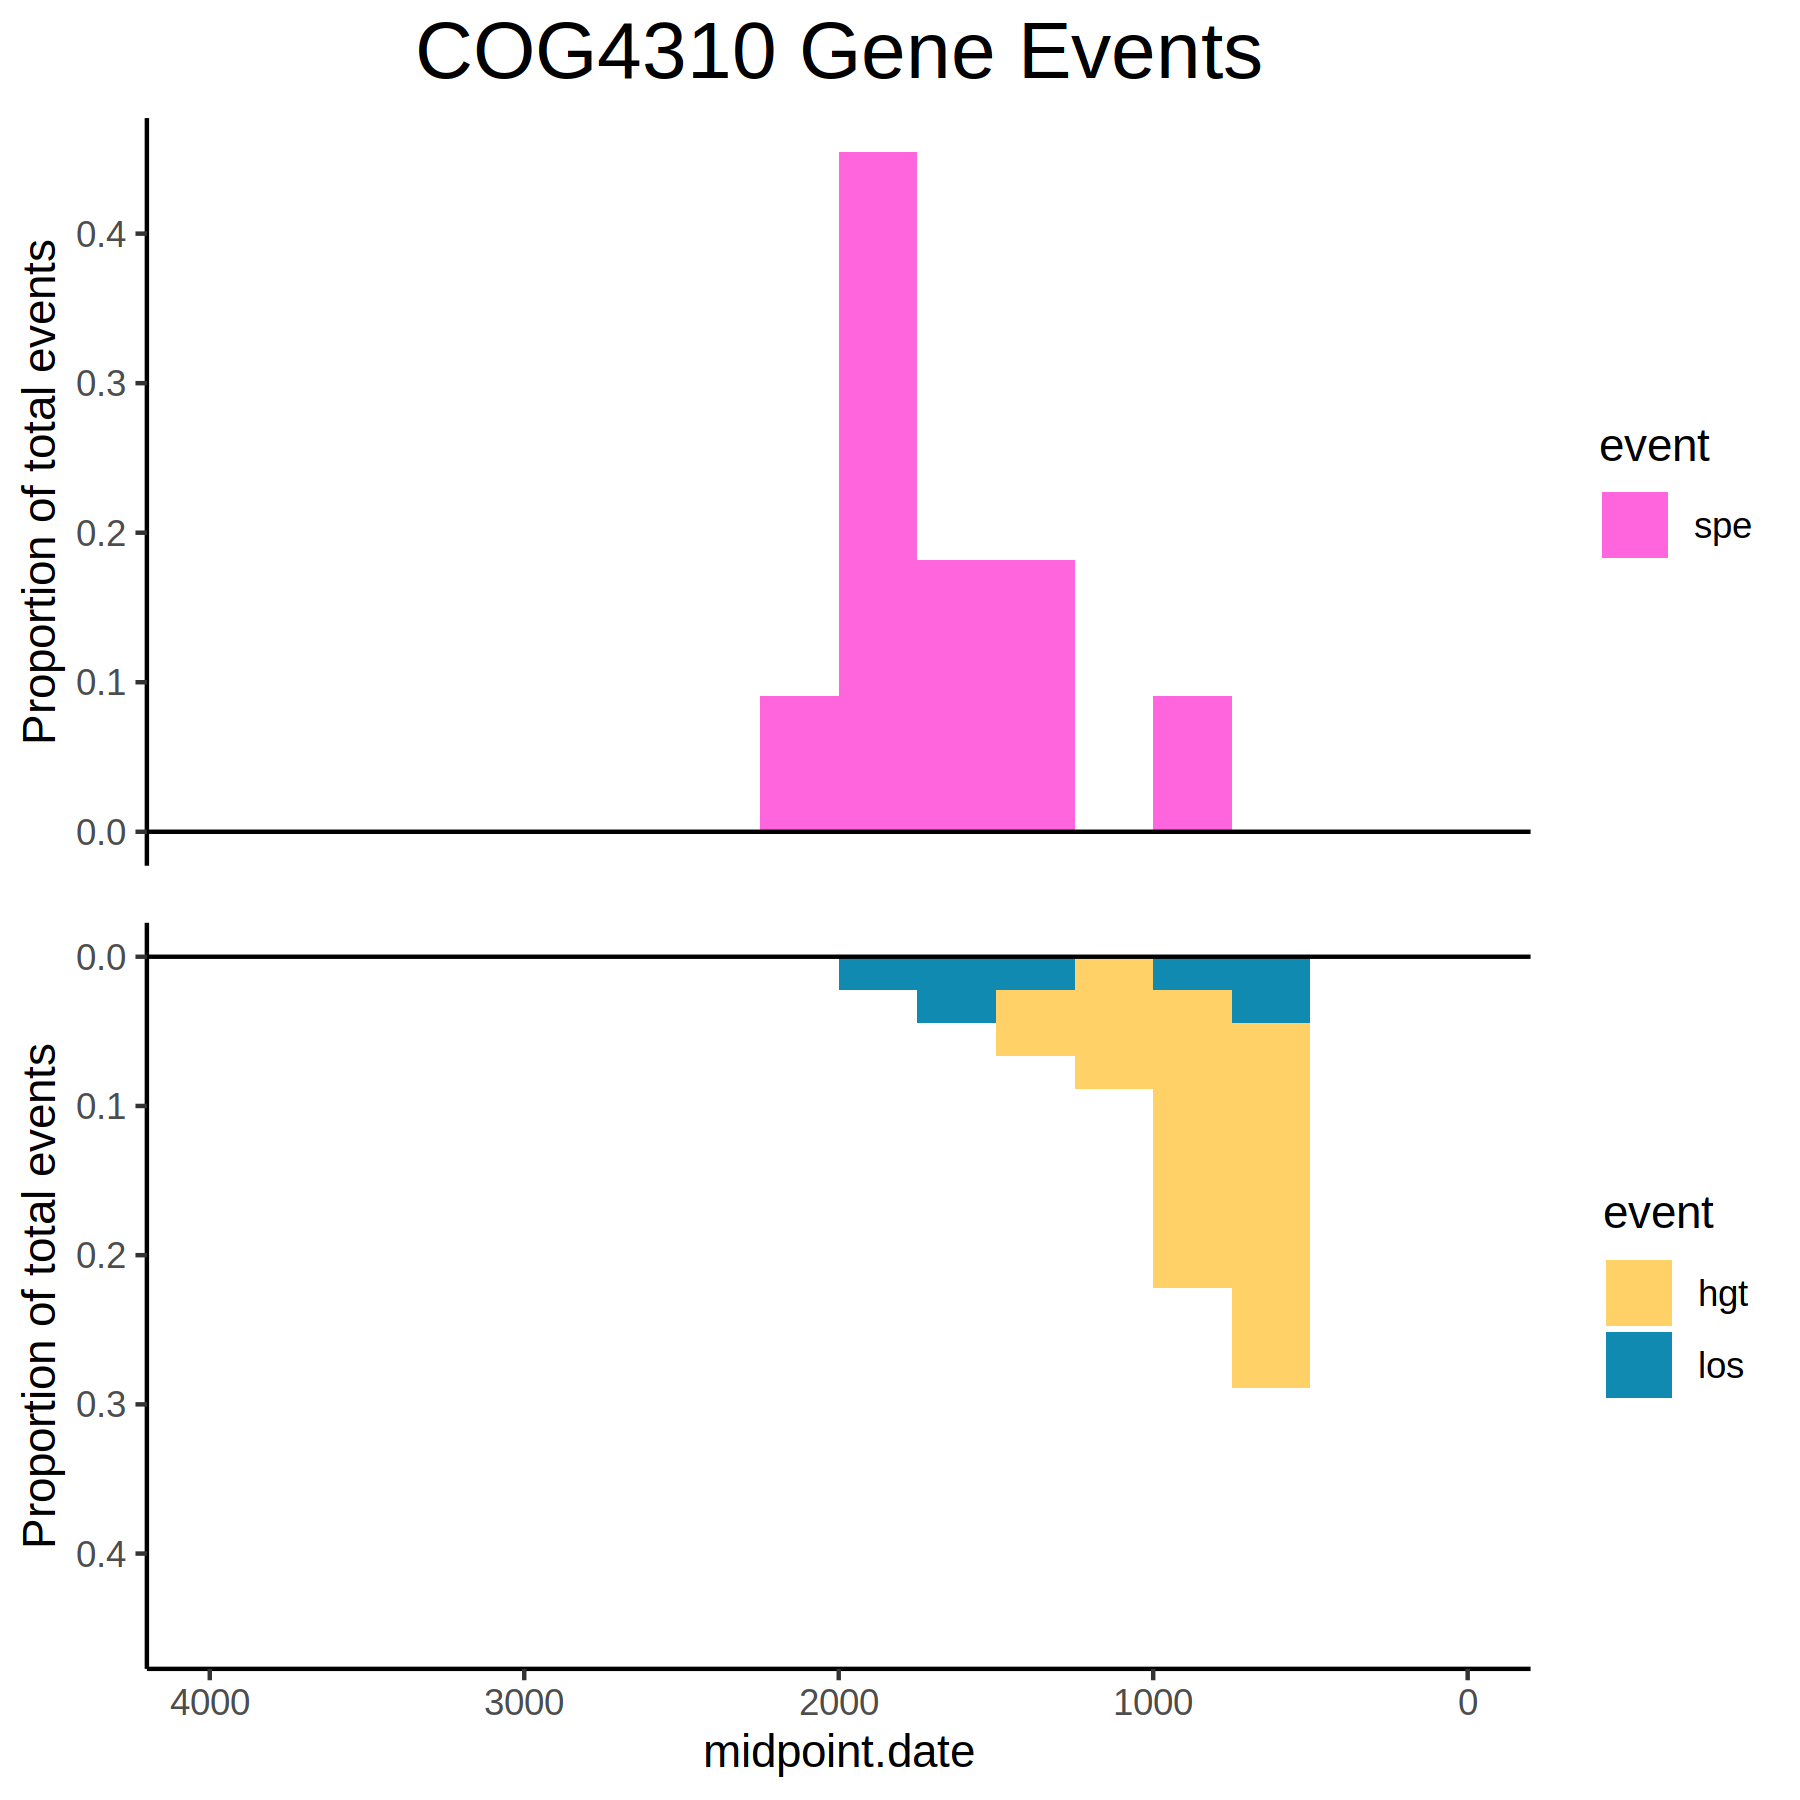 COG4310 Gene Events
Proportion of total events
0.4
0.3
0.2
0.1
0.0
event
spe
Proportion of total events
0.0
0.1
0.2
0.3
0.4
event
hgt
los
4000 3000 2000 1000 0
midpoint.date